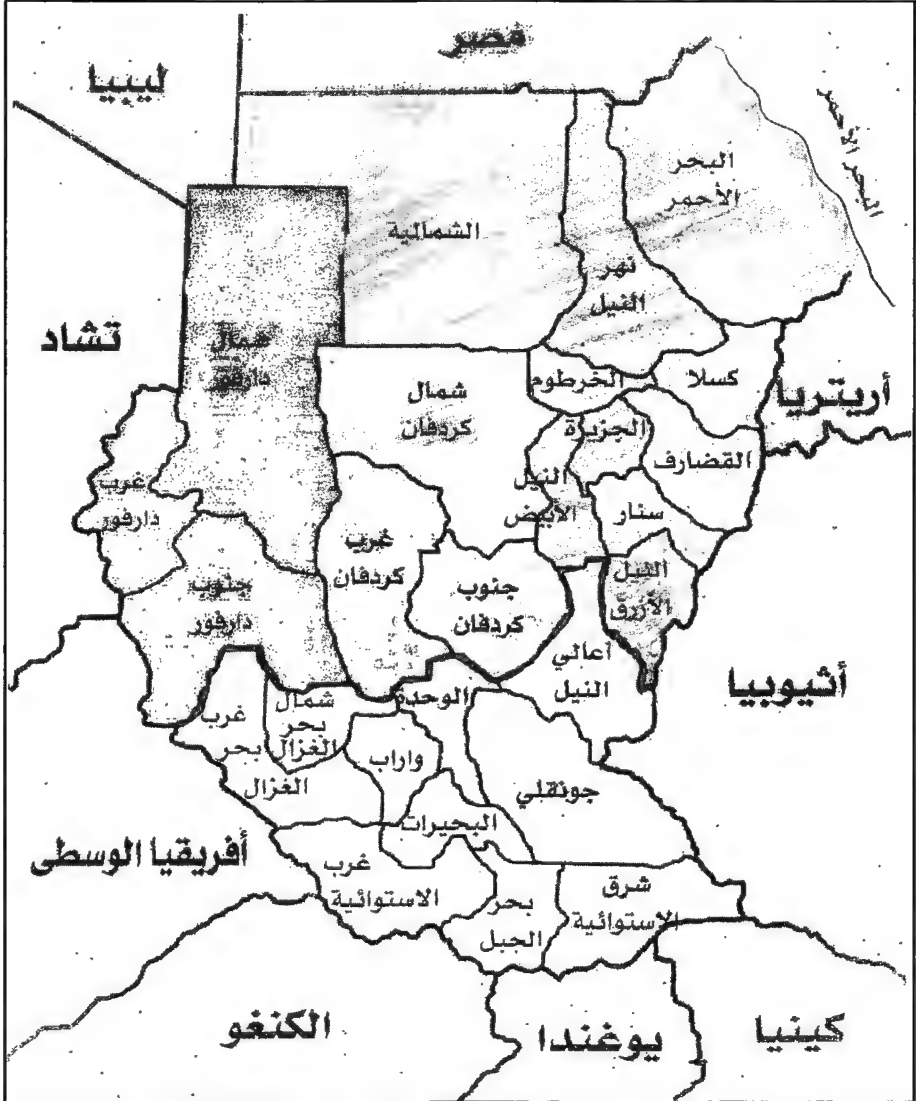 مصر
ليبيا
البحر الأحمر
البحر
الأحمر
الشمالية
نهر
النيل
تشاد
شمال
دارفور
كسلا
الخرطوم
أريتريا
شمال
كردفان
الجزيرة
القضارف
النيل
الأبيض
سنار
غرب
دارفور
غرب
كردفان
جنوب
كردفان
النيل
الأزرق
جنوب
دارفور
أعالي
النيل
أثيوبيا
الوحدة
شمال
بحر
الغزال
غرب
بحر
الغزال
واراب
جونقلي
البحيرات
أفريقيا الوسطى
غرب
الاستوائية
بحر
الجبل
شرق
الاستوائية
الكنغو
يوغندا
كينيا